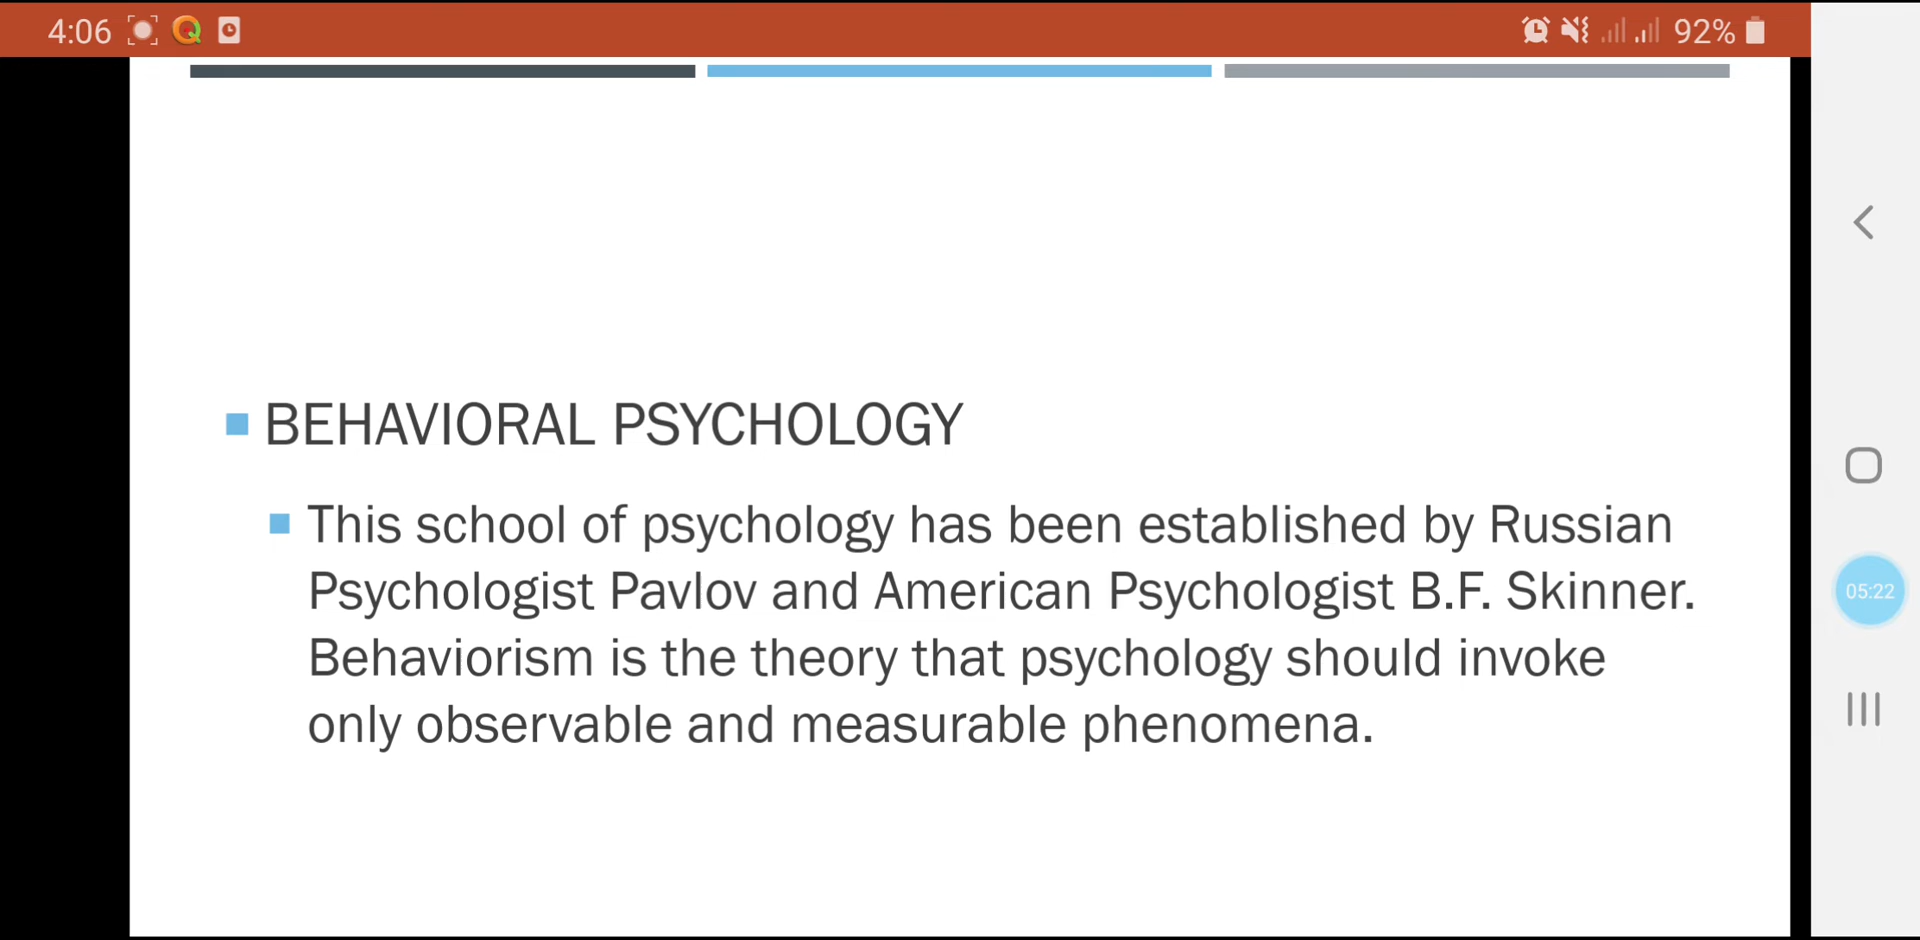 4:06
92%
BEHAVIORAL PSYCHOLOGY
This school of psychology has been established by Russian
Psychologist Pavlov and American Psychologist B.F. Skinner.
Behaviorism is the theory that psychology should invoke
only observable and measurable phenomena.
05:22